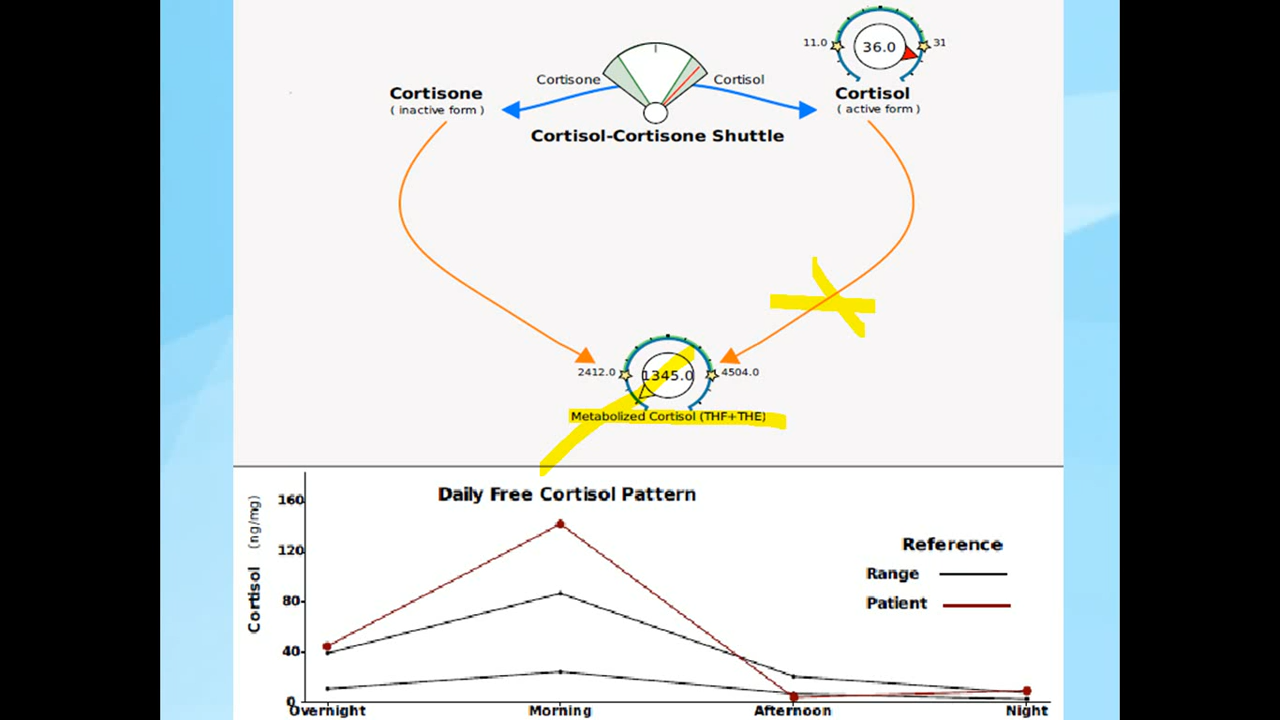 11.0 36.0 31
Cortisone Cortisol
Cortisone Cortisol
( inactive form ) ( active form )
Cortisol-Cortisone Shuttle
2412.0 1345.0 4504.0
Metabolized Cortisol (THF+THE)
Daily Free Cortisol Pattern
Cortisol (ng/mg)
160
120
80
40
0
Reference
Range
Patient
Overnight Morning Afternoon Night